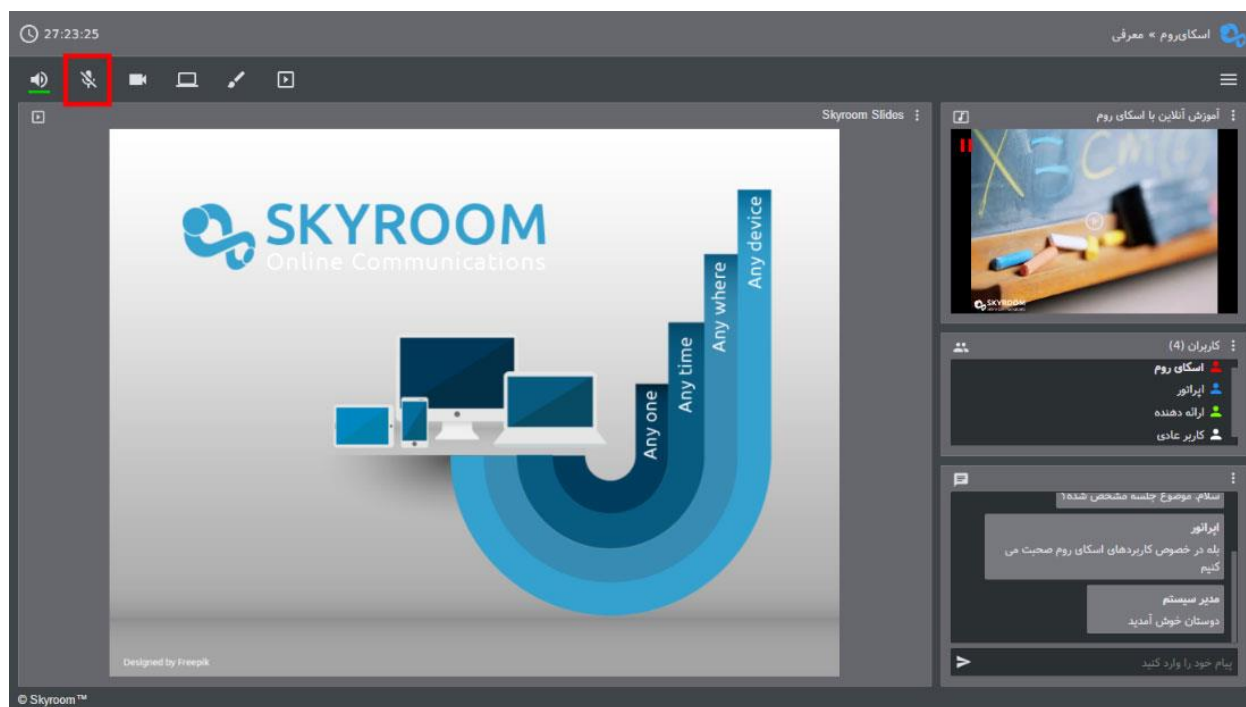 27:23:25
اسکای‌روم » معرفی
Skyroom Slides
SKYROOM
Online Communications
Any one
Any time
Any where
Any device
Designed by Freepik
آموزش آنلاین با اسکای روم
SKYROOM
کاربران (4)
اسکای روم
اپراتور
ارائه دهنده
کاربر عادی
سلام، موضوع جلسه مشخص شده؟
اپراتور
بله در خصوص کاربردهای اسکای روم صحبت می
کنیم
مدیر سیستم
دوستان خوش آمدید
پیام خود را وارد کنید
© Skyroom™